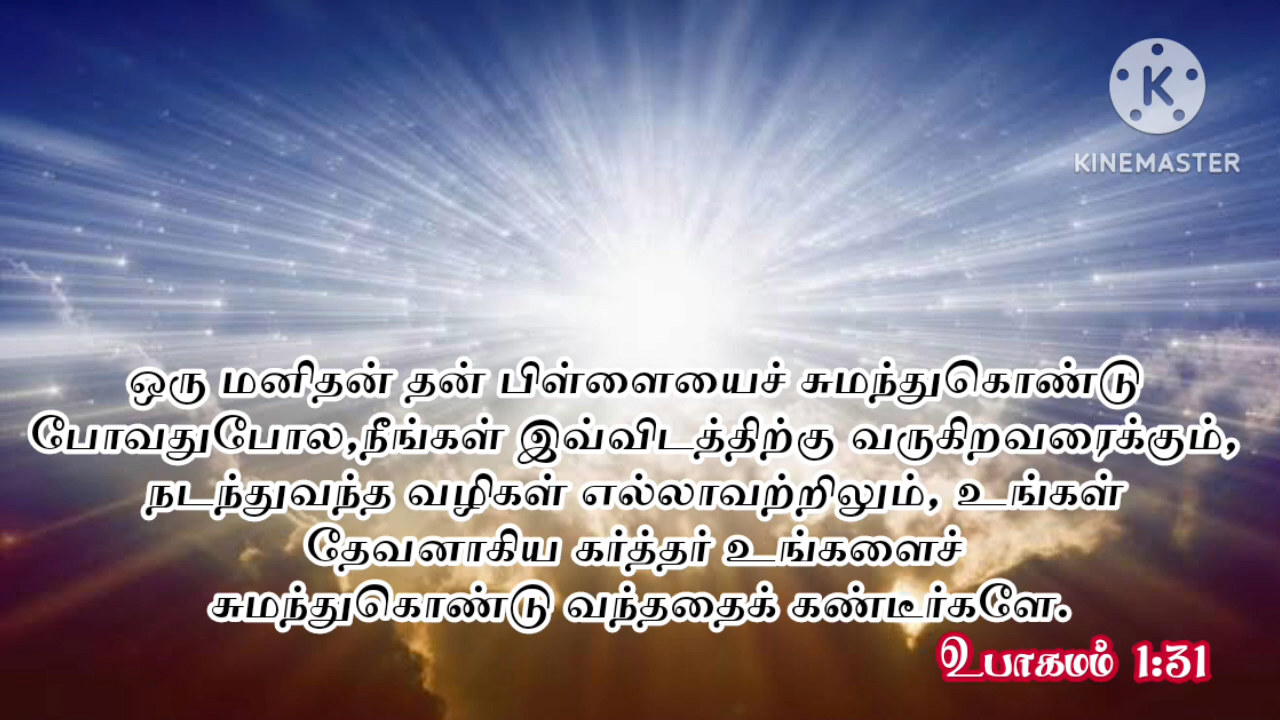 K
KINEMASTER
ஒரு மனிதன் தன் பிள்ளையைச் சுமந்துகொண்டு
போவதுபோல,நீங்கள் இவ்விடத்திற்கு வருகிறவரைக்கும்,
நடந்துவந்த வழிகள் எல்லாவற்றிலும், உங்கள்
தேவனாகிய கர்த்தர் உங்களைச்
சுமந்துகொண்டு வந்ததைக் கண்டீர்களே.
உபாகமம் 1:31